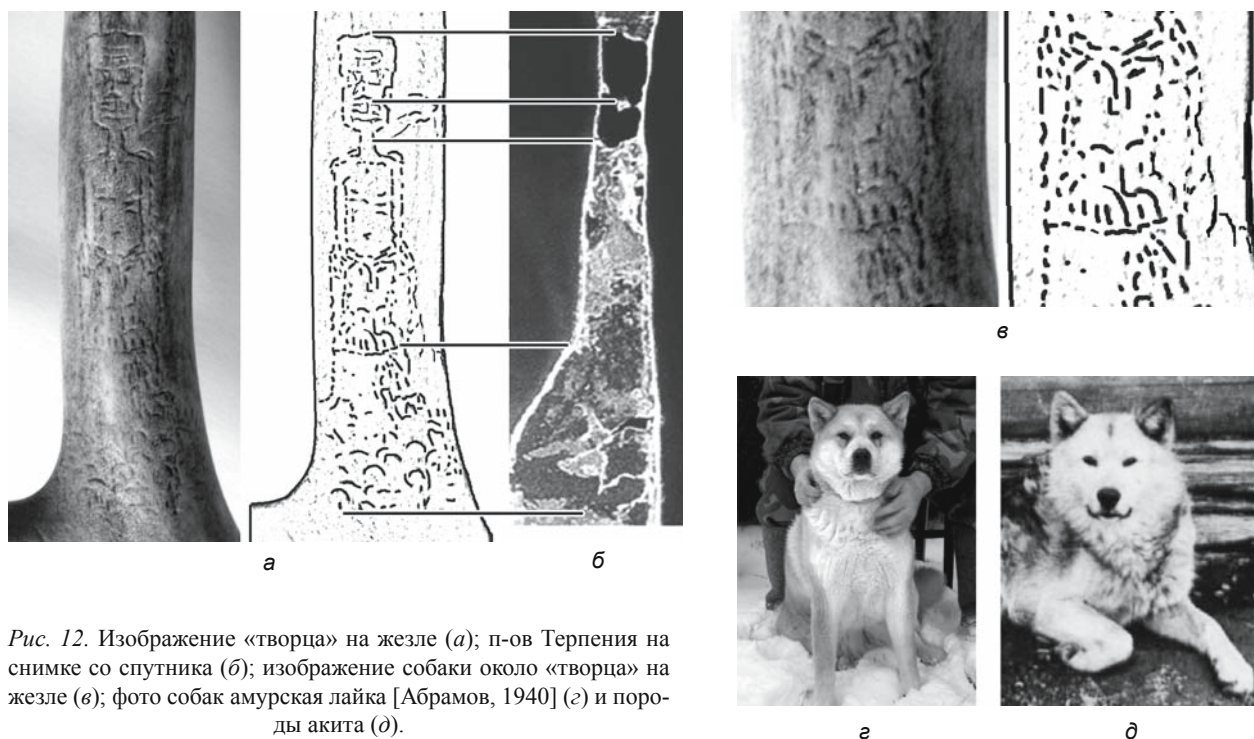 а
б
в
г
д
Рис. 12. Изображение «творца» на жезле (а); п-ов Терпения на
снимке со спутника (б); изображение собаки около «творца» на
жезле (в); фото собак амурская лайка [Абрамов, 1940] (г) и поро-
ды акита (д).